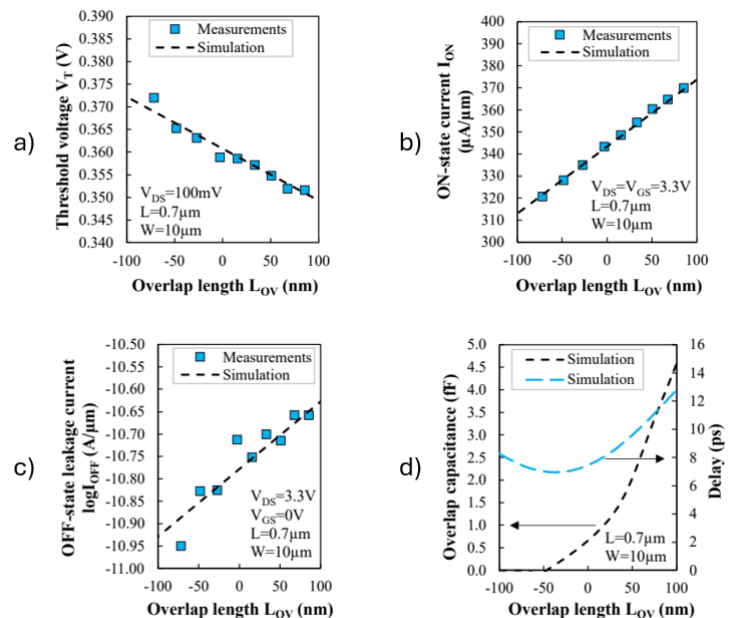 a)
Threshold voltage V_T (V)
0.390
0.385
0.380
0.375
0.370
0.365
0.360
0.355
0.350
0.345
0.340
Measurements
Simulation
V_DS=100mV
L=0.7µm
W=10µm
-100 -50 0 50 100
Overlap length L_OV (nm)
b)
ON-state current I_ON
(µA/µm)
400
390
380
370
360
350
340
330
320
310
300
Measurements
Simulation
V_DS=V_GS=3.3V
L=0.7µm
W=10µm
-100 -50 0 50 100
Overlap length L_OV (nm)
c)
OFF-state leakage current
logI_OFF (A/µm)
-10.50
-10.55
-10.60
-10.65
-10.70
-10.75
-10.80
-10.85
-10.90
-10.95
-11.00
Measurements
Simulation
V_DS=3.3V
V_GS=0V
L=0.7µm
W=10µm
-100 -50 0 50 100
Overlap length L_OV (nm)
d)
Overlap capacitance (fF)
5.0
4.5
4.0
3.5
3.0
2.5
2.0
1.5
1.0
0.5
0.0
Simulation
Simulation
L=0.7µm
W=10µm
16
14
12
10
8
6
4
2
0
Delay (ps)
-100 -50 0 50 100
Overlap length L_OV (nm)